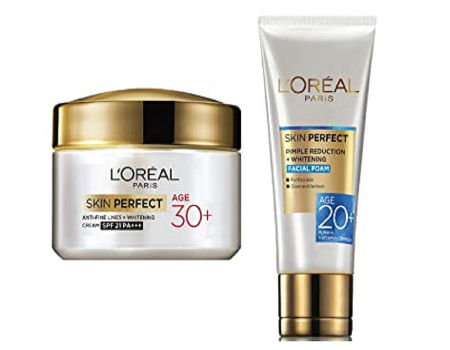 L'ORÉAL
PARIS
SKIN PERFECT
AGE
30+
ANTI-FINE LINES + WHITENING
CREAM SPF 21 PA+++
L'ORÉAL
PARIS
SKIN PERFECT
PIMPLE REDUCTION
+ WHITENING
FACIAL FOAM
AGE
20+